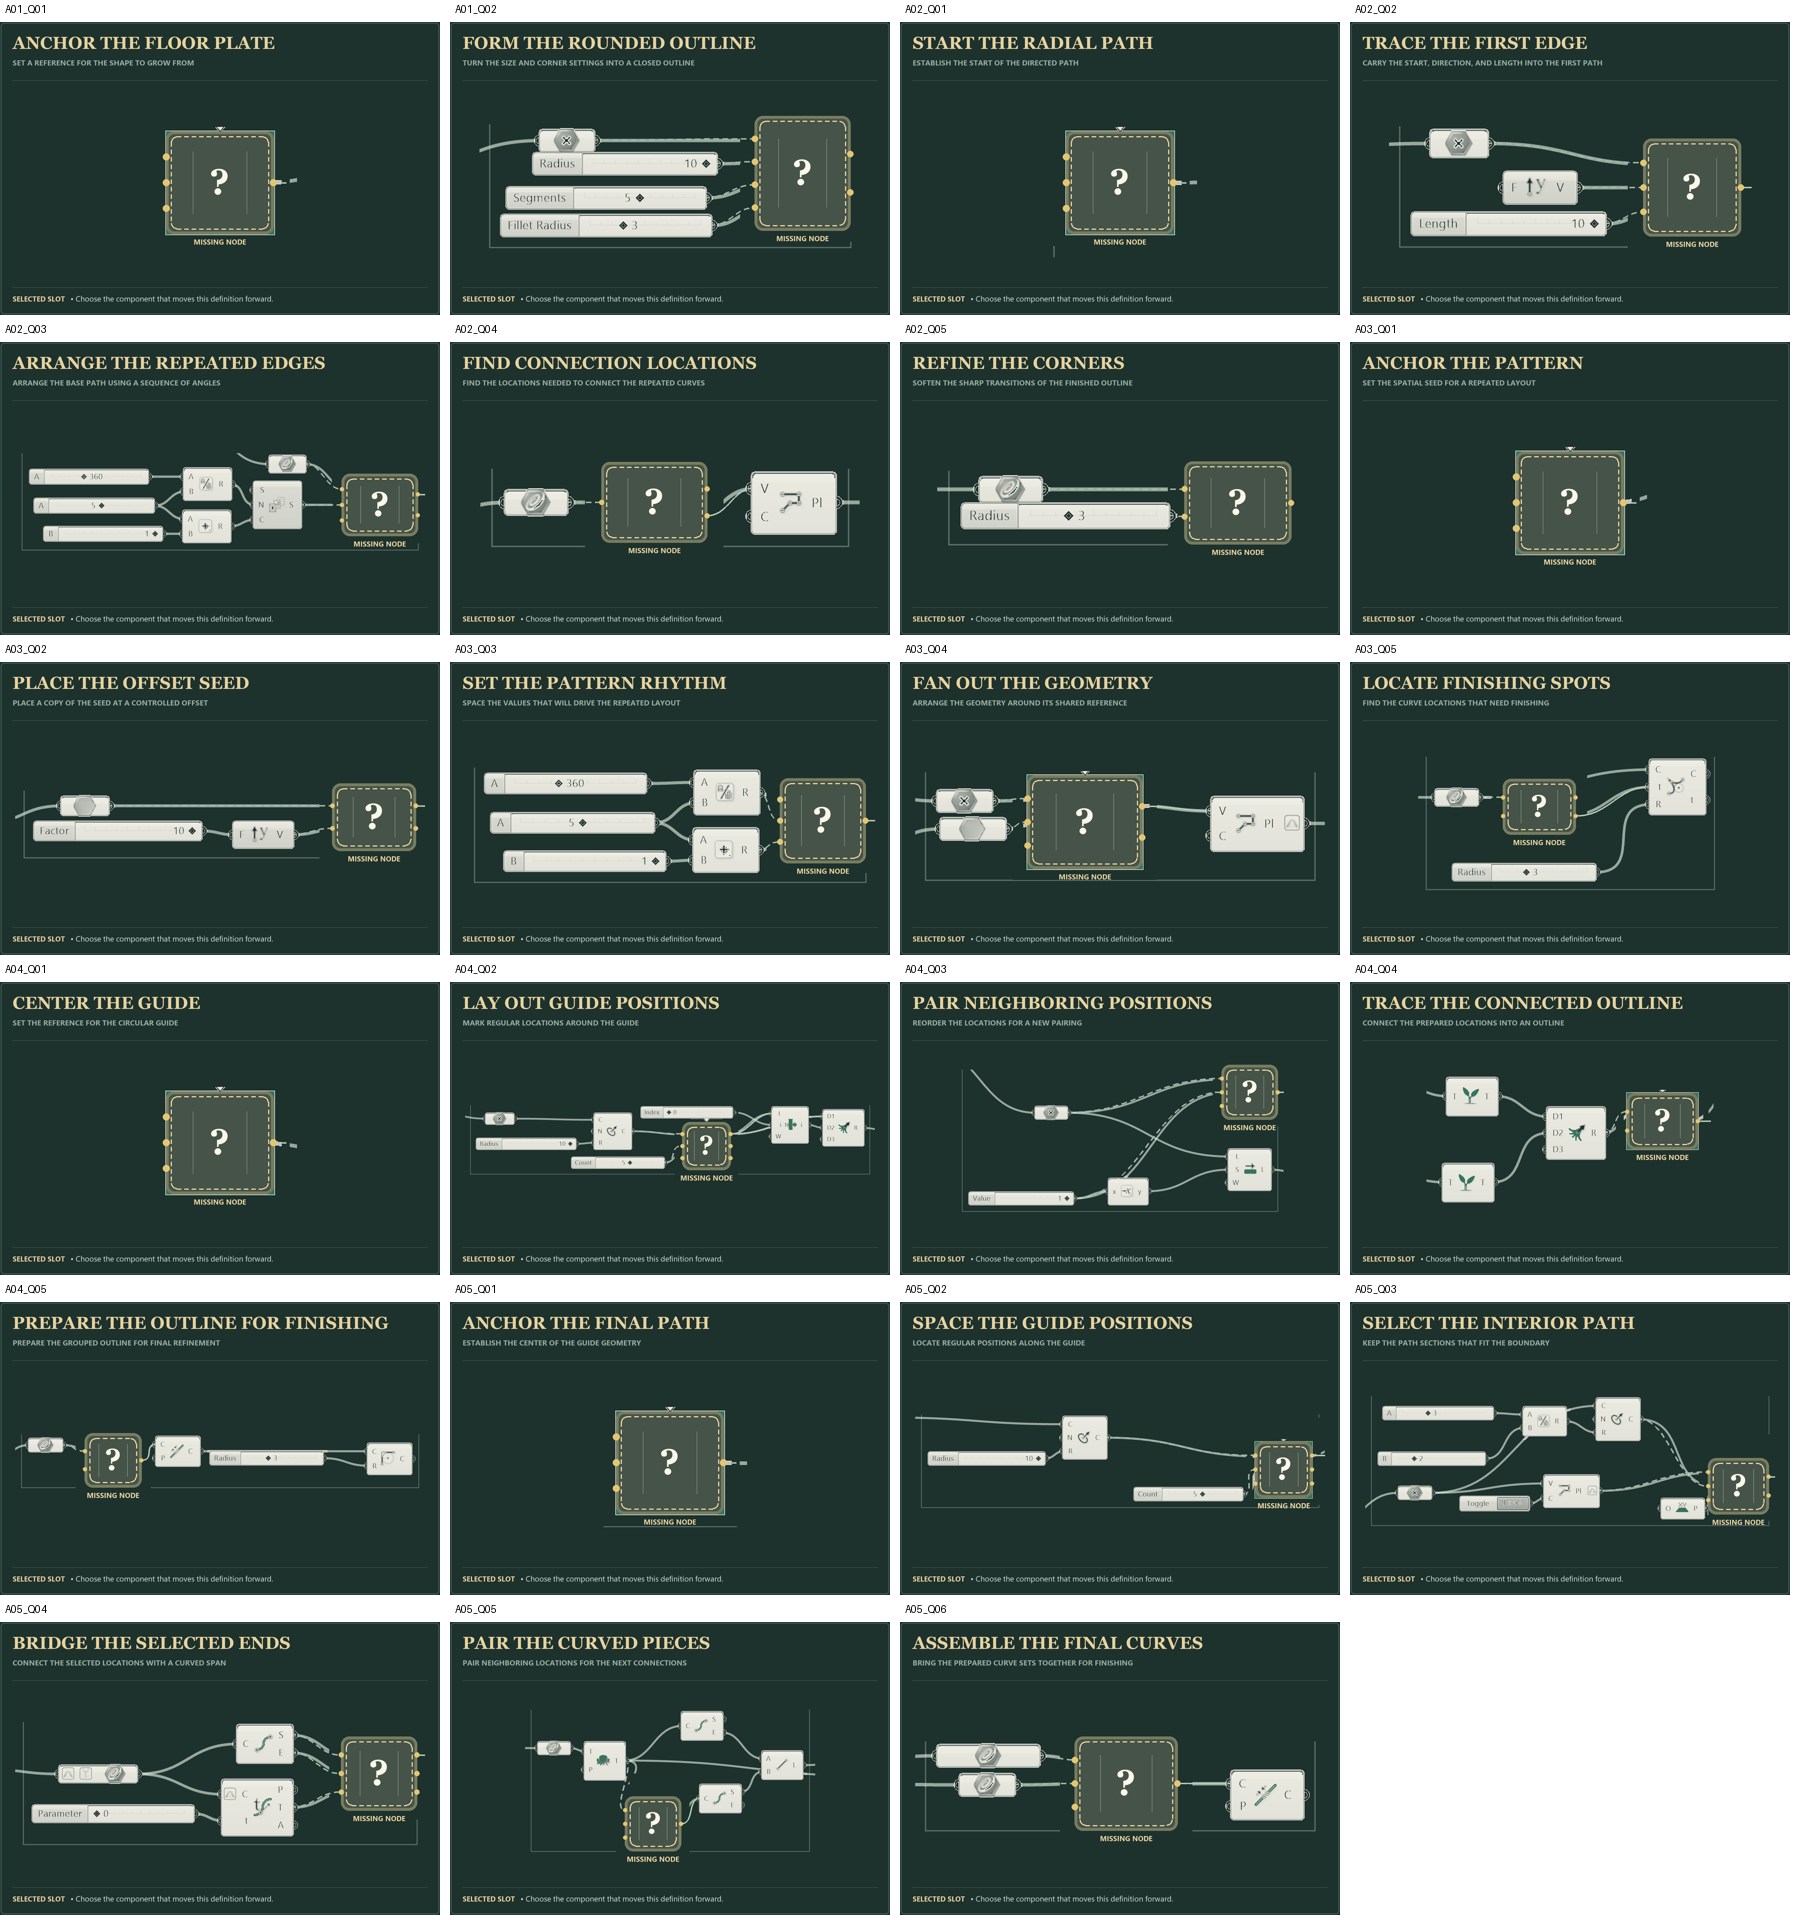 A01_Q01
ANCHOR THE FLOOR PLATE
SET A REFERENCE FOR THE SHAPE TO GROW FROM
?
MISSING NODE
SELECTED SLOT • Choose the component that moves this definition forward.
A01_Q02
FORM THE ROUNDED OUTLINE
TURN THE SIZE AND CORNER SETTINGS INTO A CLOSED OUTLINE
Radius 10
Segments 5
Fillet Radius 3
?
MISSING NODE
SELECTED SLOT • Choose the component that moves this definition forward.
A02_Q01
START THE RADIAL PATH
ESTABLISH THE START OF THE DIRECTED PATH
?
MISSING NODE
SELECTED SLOT • Choose the component that moves this definition forward.
A02_Q02
TRACE THE FIRST EDGE
CARRY THE START, DIRECTION, AND LENGTH INTO THE FIRST PATH
F y V
Length 10
?
MISSING NODE
SELECTED SLOT • Choose the component that moves this definition forward.
A02_Q03
ARRANGE THE REPEATED EDGES
ARRANGE THE BASE PATH USING A SEQUENCE OF ANGLES
A 360
A 5
B 1
A B R
A B R
S N C S
?
MISSING NODE
SELECTED SLOT • Choose the component that moves this definition forward.
A02_Q04
FIND CONNECTION LOCATIONS
FIND THE LOCATIONS NEEDED TO CONNECT THE REPEATED CURVES
?
V C Pl
MISSING NODE
SELECTED SLOT • Choose the component that moves this definition forward.
A02_Q05
REFINE THE CORNERS
SOFTEN THE SHARP TRANSITIONS OF THE FINISHED OUTLINE
Radius 3
?
MISSING NODE
SELECTED SLOT • Choose the component that moves this definition forward.
A03_Q01
ANCHOR THE PATTERN
SET THE SPATIAL SEED FOR A REPEATED LAYOUT
?
MISSING NODE
SELECTED SLOT • Choose the component that moves this definition forward.
A03_Q02
PLACE THE OFFSET SEED
PLACE A COPY OF THE SEED AT A CONTROLLED OFFSET
Factor 10
F y V
?
MISSING NODE
SELECTED SLOT • Choose the component that moves this definition forward.
A03_Q03
SET THE PATTERN RHYTHM
SPACE THE VALUES THAT WILL DRIVE THE REPEATED LAYOUT
A 360
A 5
B 1
A B R
A B R
?
MISSING NODE
SELECTED SLOT • Choose the component that moves this definition forward.
A03_Q04
FAN OUT THE GEOMETRY
ARRANGE THE GEOMETRY AROUND ITS SHARED REFERENCE
?
V C Pl
MISSING NODE
SELECTED SLOT • Choose the component that moves this definition forward.
A03_Q05
LOCATE FINISHING SPOTS
FIND THE CURVE LOCATIONS THAT NEED FINISHING
?
MISSING NODE
Radius 3
SELECTED SLOT • Choose the component that moves this definition forward.
A04_Q01
CENTER THE GUIDE
SET THE REFERENCE FOR THE CIRCULAR GUIDE
?
MISSING NODE
SELECTED SLOT • Choose the component that moves this definition forward.
A04_Q02
LAY OUT GUIDE POSITIONS
MARK REGULAR LOCATIONS AROUND THE GUIDE
Index 0
Radius 10
Count 5
D1
D2
D3
R
?
MISSING NODE
SELECTED SLOT • Choose the component that moves this definition forward.
A04_Q03
PAIR NEIGHBORING POSITIONS
REORDER THE LOCATIONS FOR A NEW PAIRING
?
MISSING NODE
Value 1
x y
SELECTED SLOT • Choose the component that moves this definition forward.
A04_Q04
TRACE THE CONNECTED OUTLINE
CONNECT THE PREPARED LOCATIONS INTO AN OUTLINE
T T
D1
D2 R
D3
T T
?
MISSING NODE
SELECTED SLOT • Choose the component that moves this definition forward.
A04_Q05
PREPARE THE OUTLINE FOR FINISHING
PREPARE THE GROUPED OUTLINE FOR FINAL REFINEMENT
?
Radius 3
MISSING NODE
SELECTED SLOT • Choose the component that moves this definition forward.
A05_Q01
ANCHOR THE FINAL PATH
ESTABLISH THE CENTER OF THE GUIDE GEOMETRY
?
MISSING NODE
SELECTED SLOT • Choose the component that moves this definition forward.
A05_Q02
SPACE THE GUIDE POSITIONS
LOCATE REGULAR POSITIONS ALONG THE GUIDE
Radius 10
Count 5
?
MISSING NODE
SELECTED SLOT • Choose the component that moves this definition forward.
A05_Q03
SELECT THE INTERIOR PATH
KEEP THE PATH SECTIONS THAT FIT THE BOUNDARY
A 3
B 2
Toggle
?
MISSING NODE
SELECTED SLOT • Choose the component that moves this definition forward.
A05_Q04
BRIDGE THE SELECTED ENDS
CONNECT THE SELECTED LOCATIONS WITH A CURVED SPAN
C S E
C t P T A
Parameter 0
?
MISSING NODE
SELECTED SLOT • Choose the component that moves this definition forward.
A05_Q05
PAIR THE CURVED PIECES
PAIR NEIGHBORING LOCATIONS FOR THE NEXT CONNECTIONS
?
MISSING NODE
SELECTED SLOT • Choose the component that moves this definition forward.
A05_Q06
ASSEMBLE THE FINAL CURVES
BRING THE PREPARED CURVE SETS TOGETHER FOR FINISHING
?
C P C
MISSING NODE
SELECTED SLOT • Choose the component that moves this definition forward.